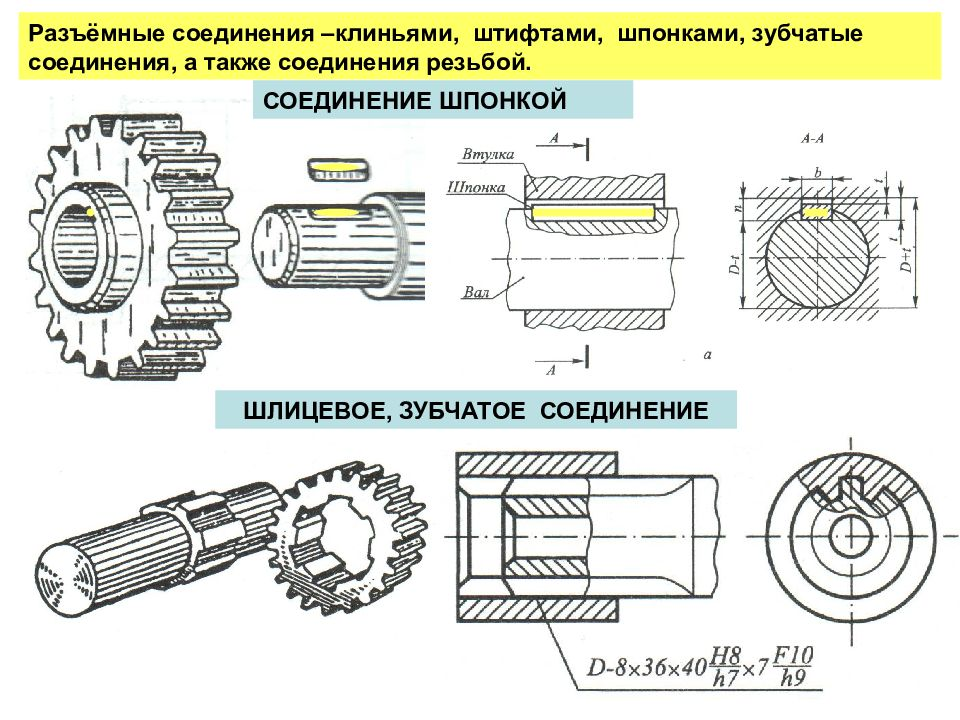 Разъёмные соединения –клиньями, штифтами, шпонками, зубчатые
соединения, а также соединения резьбой.
СОЕДИНЕНИЕ ШПОНКОЙ
A
Втулка
Шпонка
Вал
A
A-A
b
t
n
D-t
t
D+t
a
ШЛИЦЕВОЕ, ЗУБЧАТОЕ СОЕДИНЕНИЕ
D-8×36×40 H8/h7 ×7 F10/h9